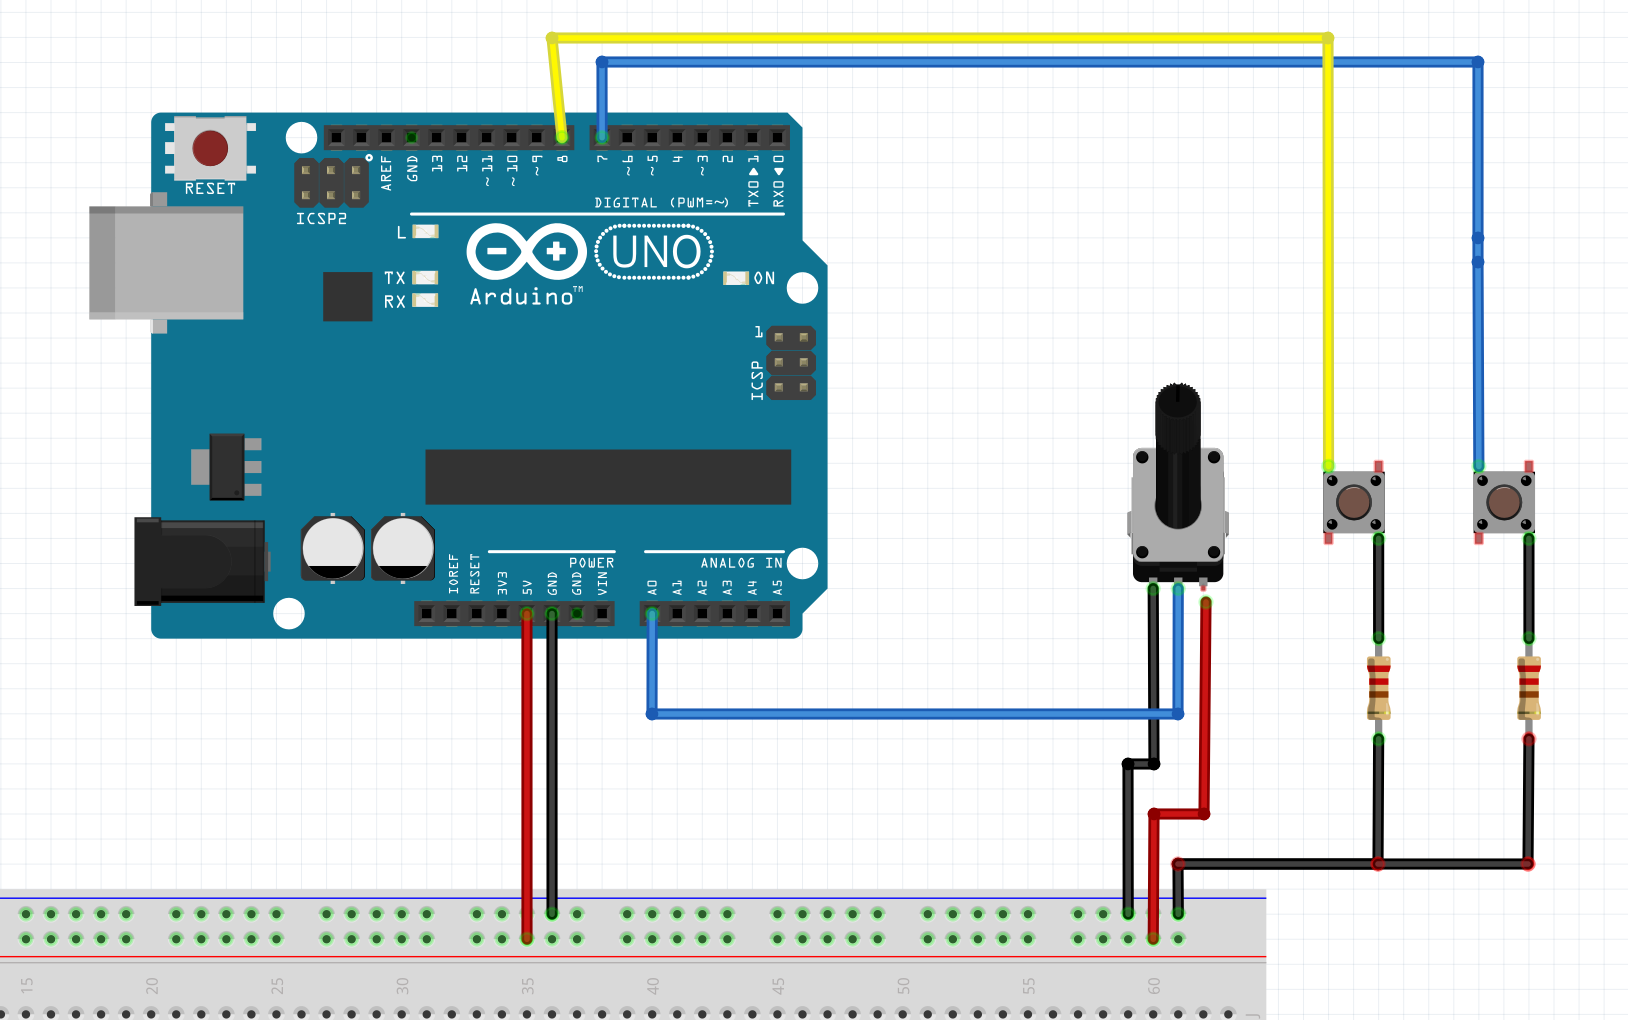 RESET
ICSP2
AREF
GND
13
12
~11
~10
~9
8
7
~6
~5
4
~3
2
TX0▶1
RX0◀0
DIGITAL (PWM=~)
L
TX
RX
UNO
Arduino™
ON
1
ICSP
POWER
ANALOG IN
IOREF
RESET
3V3
5V
GND
GND
VIN
A0
A1
A2
A3
A4
A5
15
20
25
30
35
40
45
50
55
60